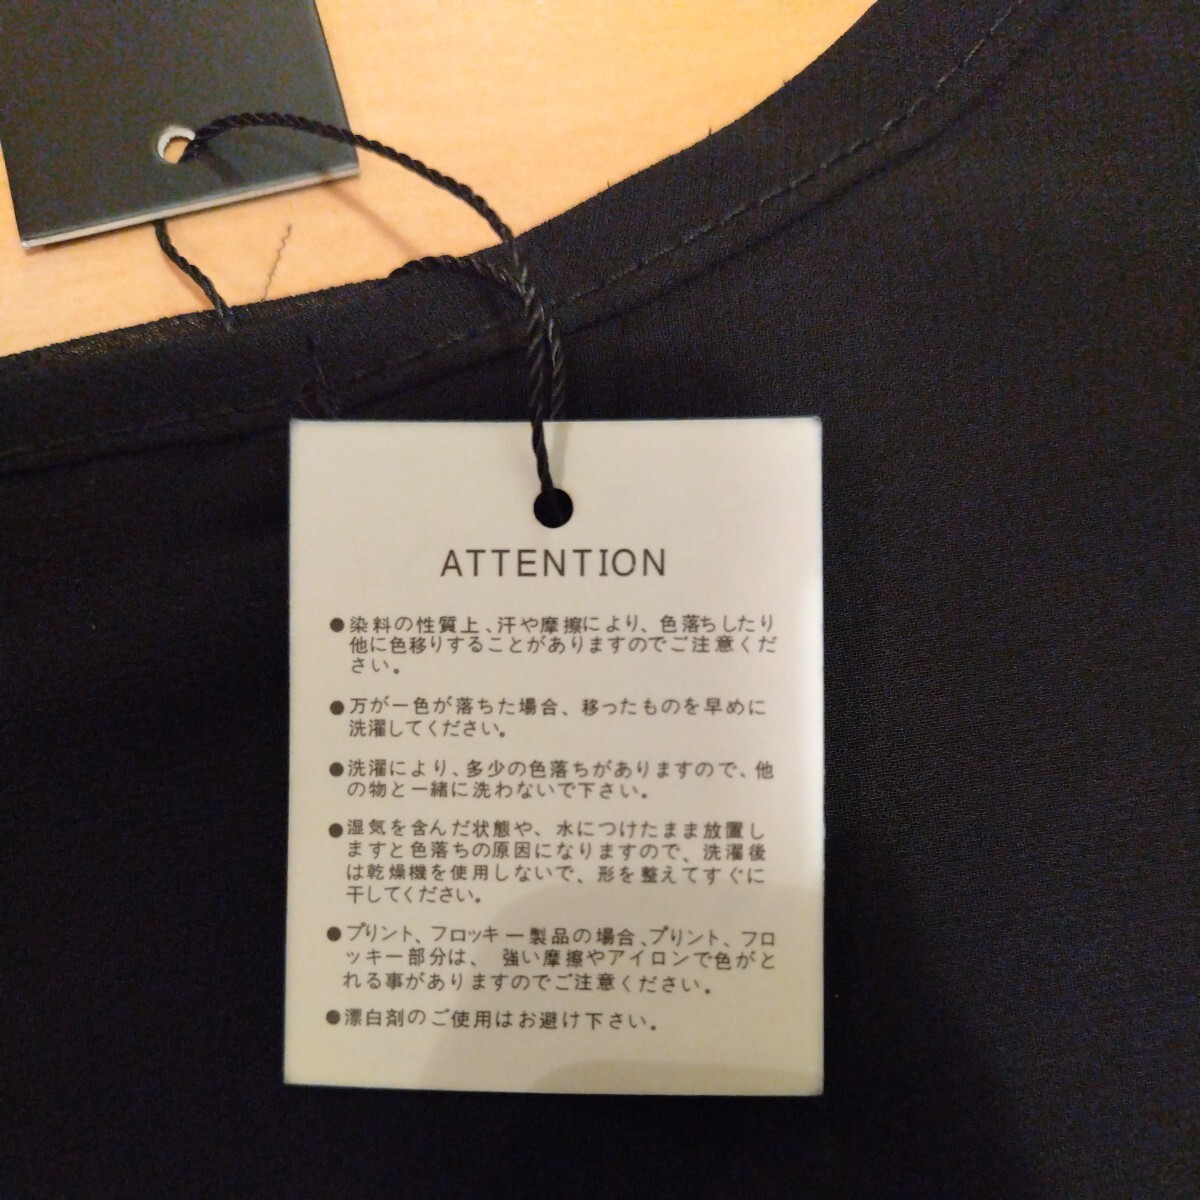 ATTENTION
●染料の性質上、汗や摩擦により、色落ちしたり
他に色移りすることがありますのでご注意くだ
さい。
●万が一色が落ちた場合、移ったものを早めに
洗濯してください。
●洗濯により、多少の色落ちがありますので、他
の物と一緒に洗わないで下さい。
●湿気を含んだ状態や、水につけたまま放置し
ますと色落ちの原因になりますので、洗濯後
は乾燥機を使用しないで、形を整えてすぐに
干してください。
●プリント、フロッキー製品の場合、プリント、フロ
ッキー部分は、 強い摩擦やアイロンで色がと
れる事がありますのでご注意ください。
●漂白剤のご使用はお避け下さい。